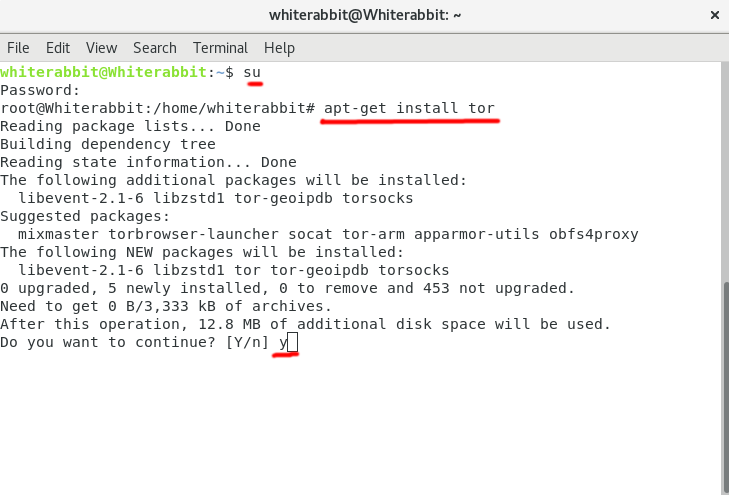 whiterabbit@Whiterabbit: ~ ×
File Edit View Search Terminal Help
whiterabbit@Whiterabbit:~$ su
Password:
root@Whiterabbit:/home/whiterabbit# apt-get install tor
Reading package lists... Done
Building dependency tree
Reading state information... Done
The following additional packages will be installed:
  libevent-2.1-6 libzstd1 tor-geoipdb torsocks
Suggested packages:
  mixmaster torbrowser-launcher socat tor-arm apparmor-utils obfs4proxy
The following NEW packages will be installed:
  libevent-2.1-6 libzstd1 tor tor-geoipdb torsocks
0 upgraded, 5 newly installed, 0 to remove and 453 not upgraded.
Need to get 0 B/3,333 kB of archives.
After this operation, 12.8 MB of additional disk space will be used.
Do you want to continue? [Y/n] y